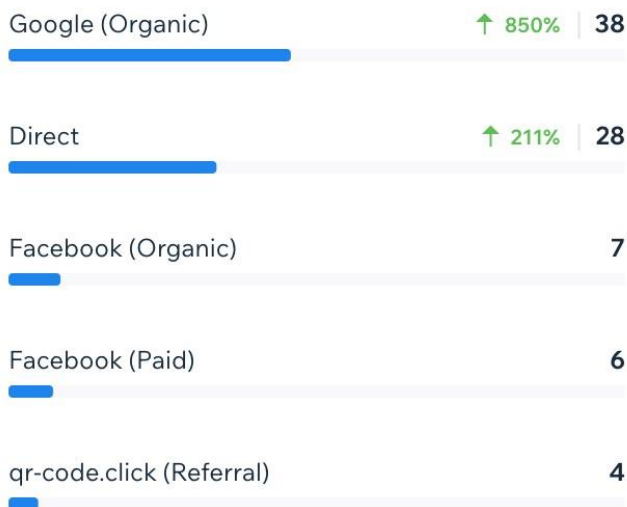 Google (Organic) ↑ 850% 38
Direct ↑ 211% 28
Facebook (Organic) 7
Facebook (Paid) 6
qr-code.click (Referral) 4